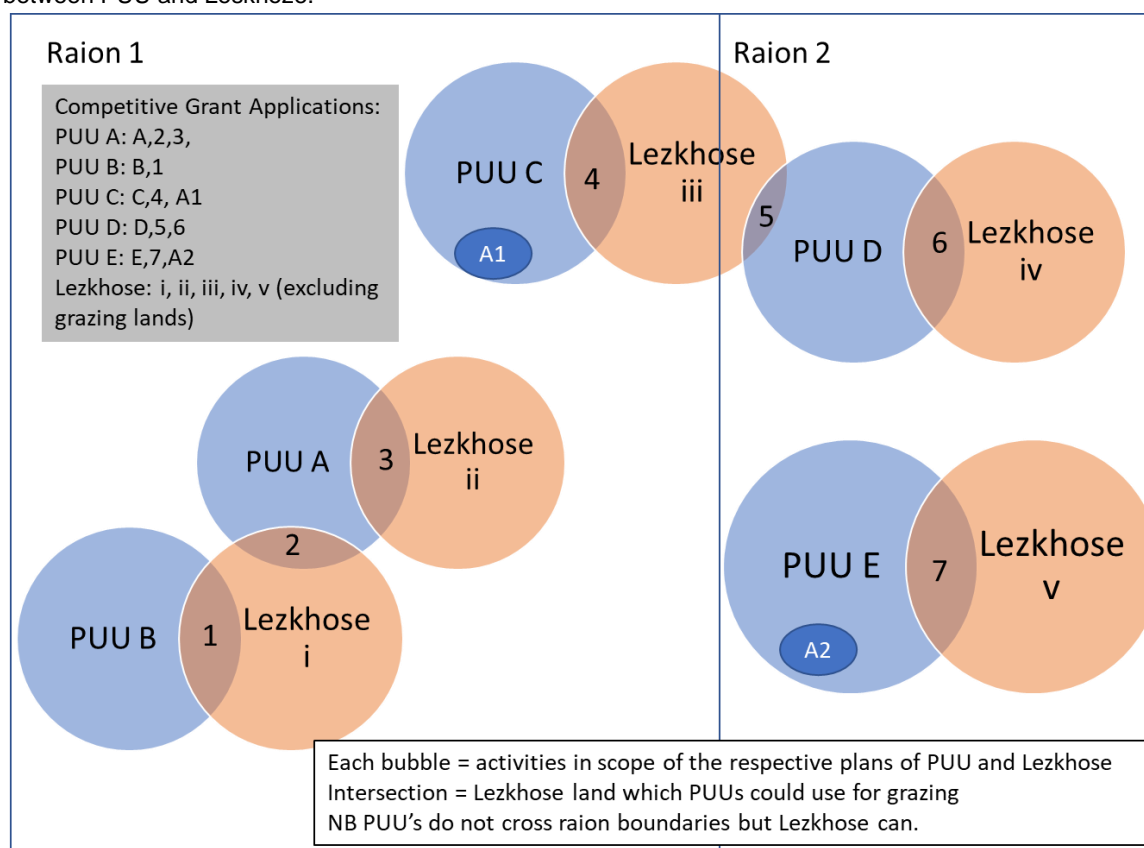 between PUU and Leskhoze.
Raion 1
Raion 2
Competitive Grant Applications:
PUU A: A,2,3,
PUU B: B,1
PUU C: C,4, A1
PUU D: D,5,6
PUU E: E,7,A2
Lezkhose: i, ii, iii, iv, v (excluding
grazing lands)
PUU C
4
Lezkhose
iii
A1
5
PUU D
6
Lezkhose
iv
PUU A
3
Lezkhose
ii
2
PUU B
1
Lezkhose
i
PUU E
7
Lezkhose
v
A2
Each bubble = activities in scope of the respective plans of PUU and Lezkhose
Intersection = Lezkhose land which PUUs could use for grazing
NB PUU's do not cross raion boundaries but Lezkhose can.